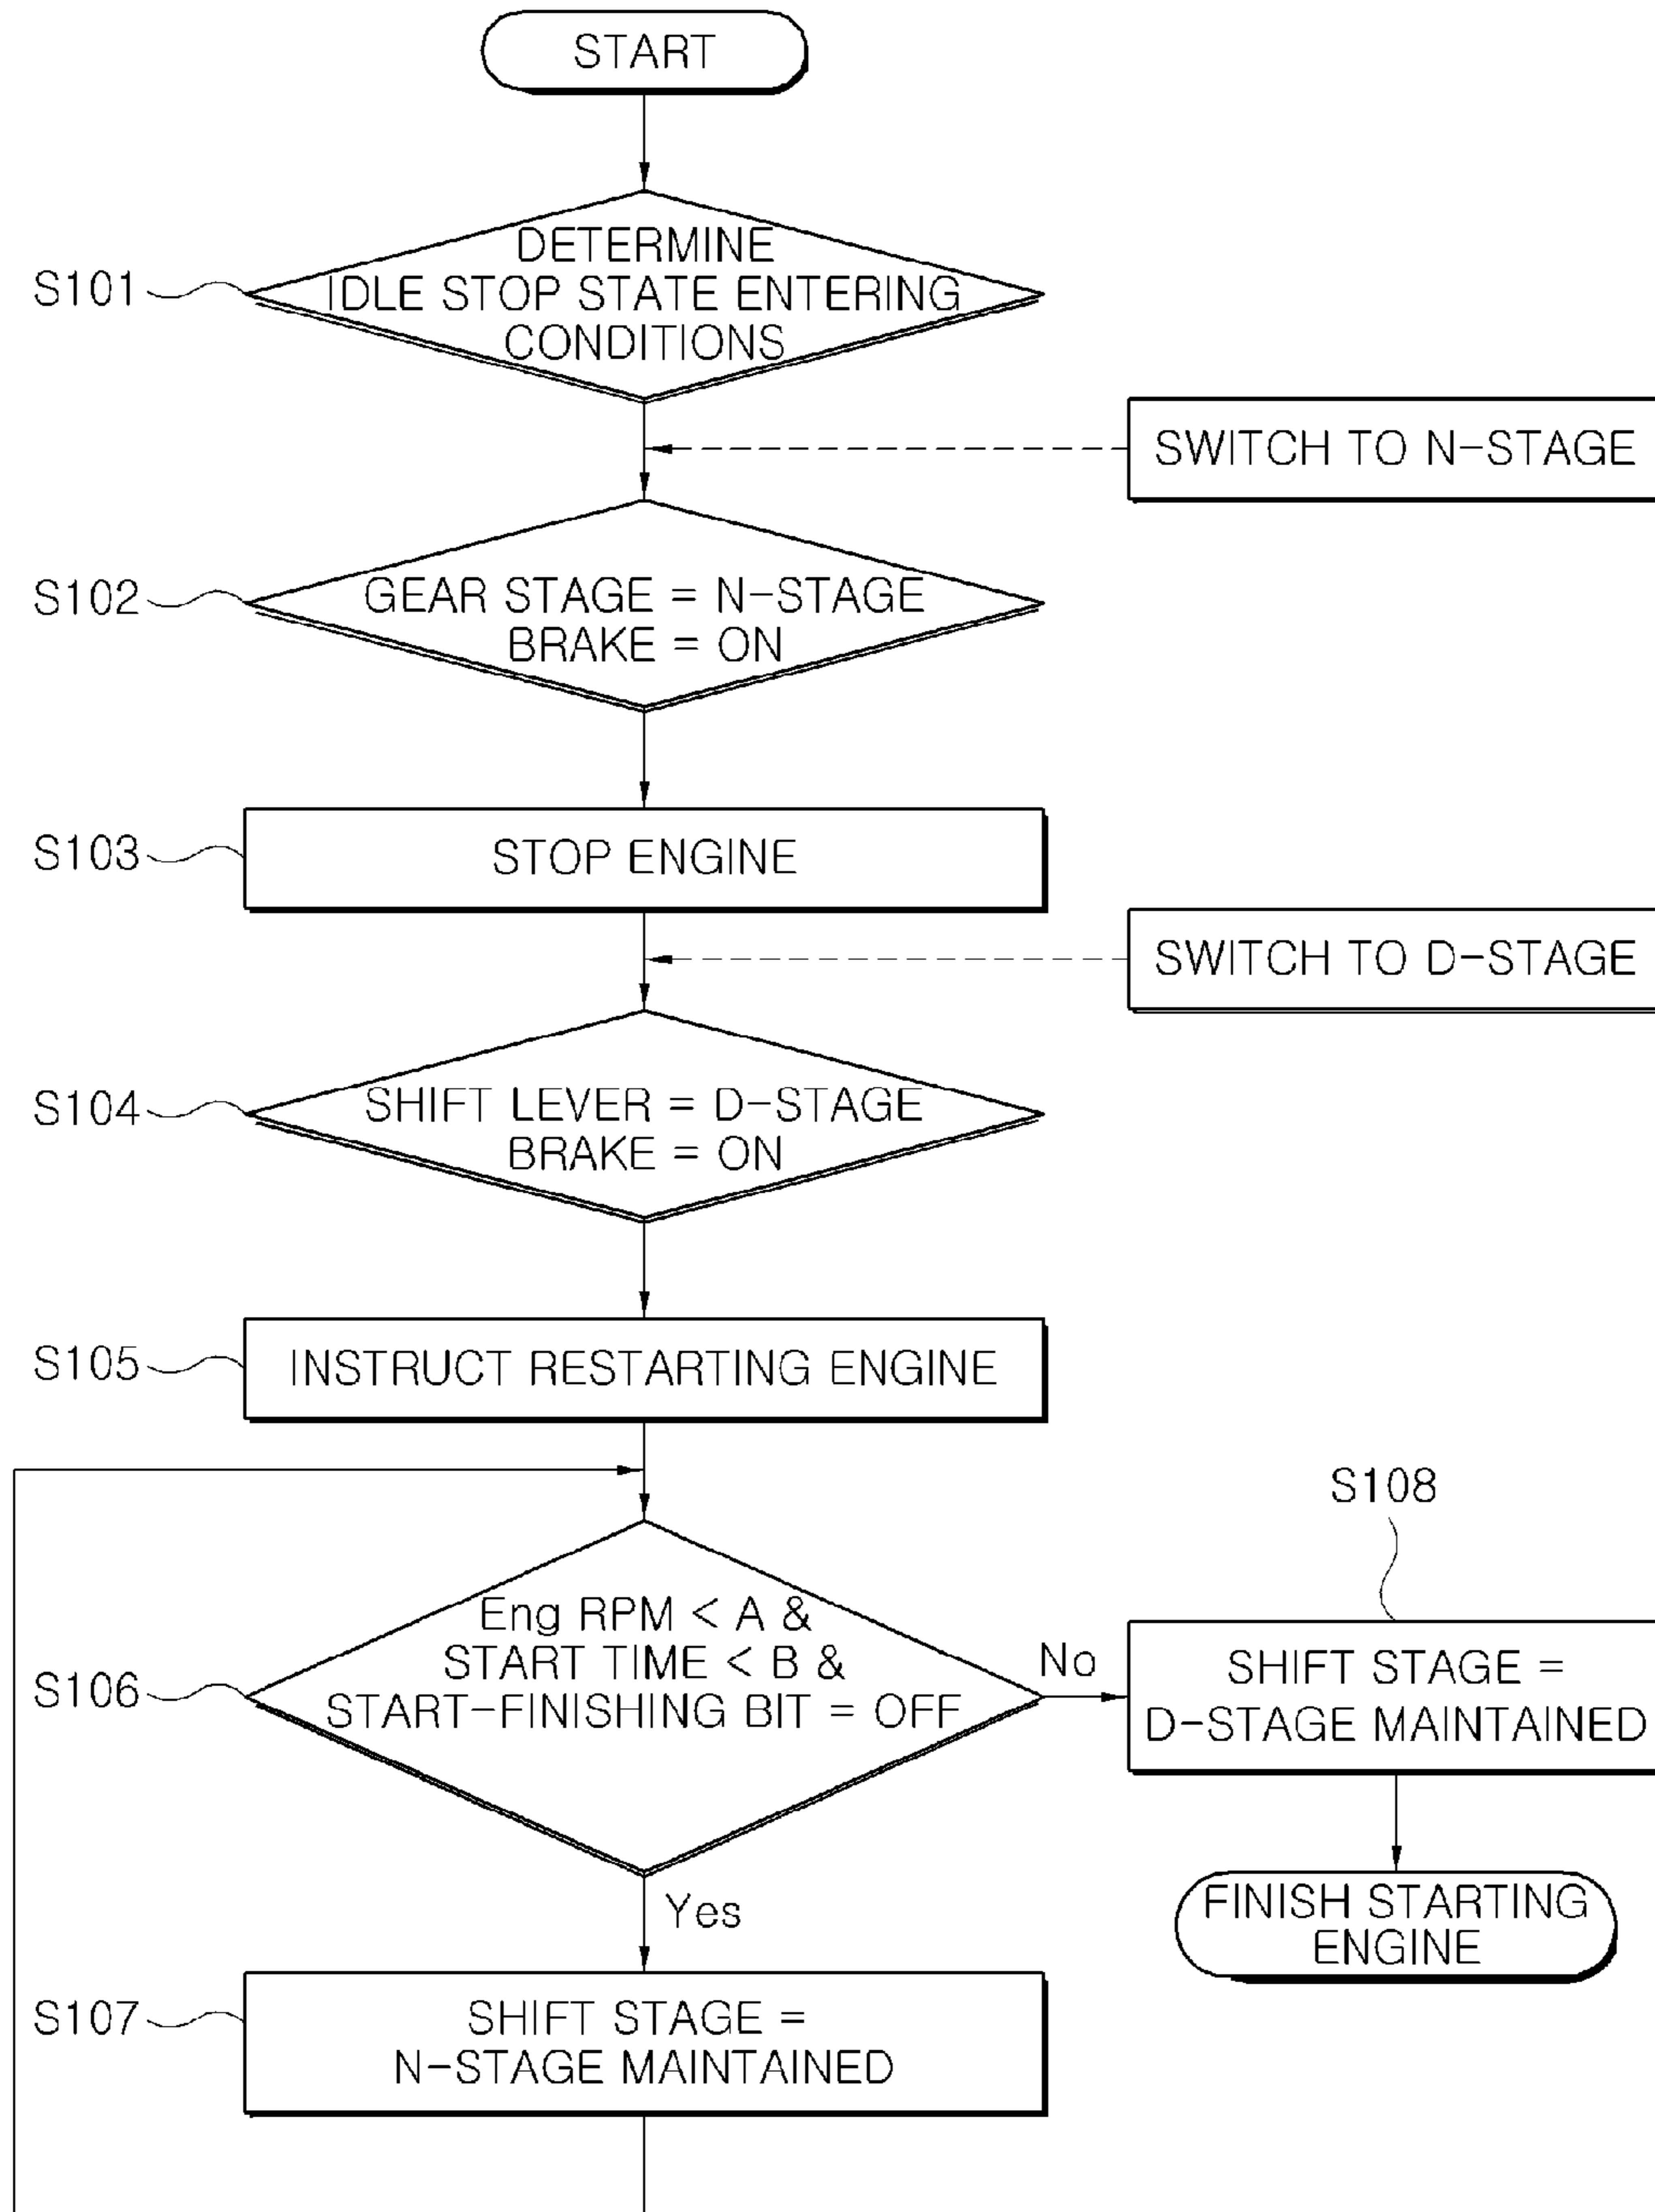 START
S101
DETERMINE
IDLE STOP STATE ENTERING
CONDITIONS
SWITCH TO N-STAGE
S102
GEAR STAGE = N-STAGE
BRAKE = ON
S103
STOP ENGINE
SWITCH TO D-STAGE
S104
SHIFT LEVER = D-STAGE
BRAKE = ON
S105
INSTRUCT RESTARTING ENGINE
S108
S106
Eng RPM < A &
START TIME < B &
START-FINISHING BIT = OFF
No
SHIFT STAGE =
D-STAGE MAINTAINED
Yes
FINISH STARTING
ENGINE
S107
SHIFT STAGE =
N-STAGE MAINTAINED